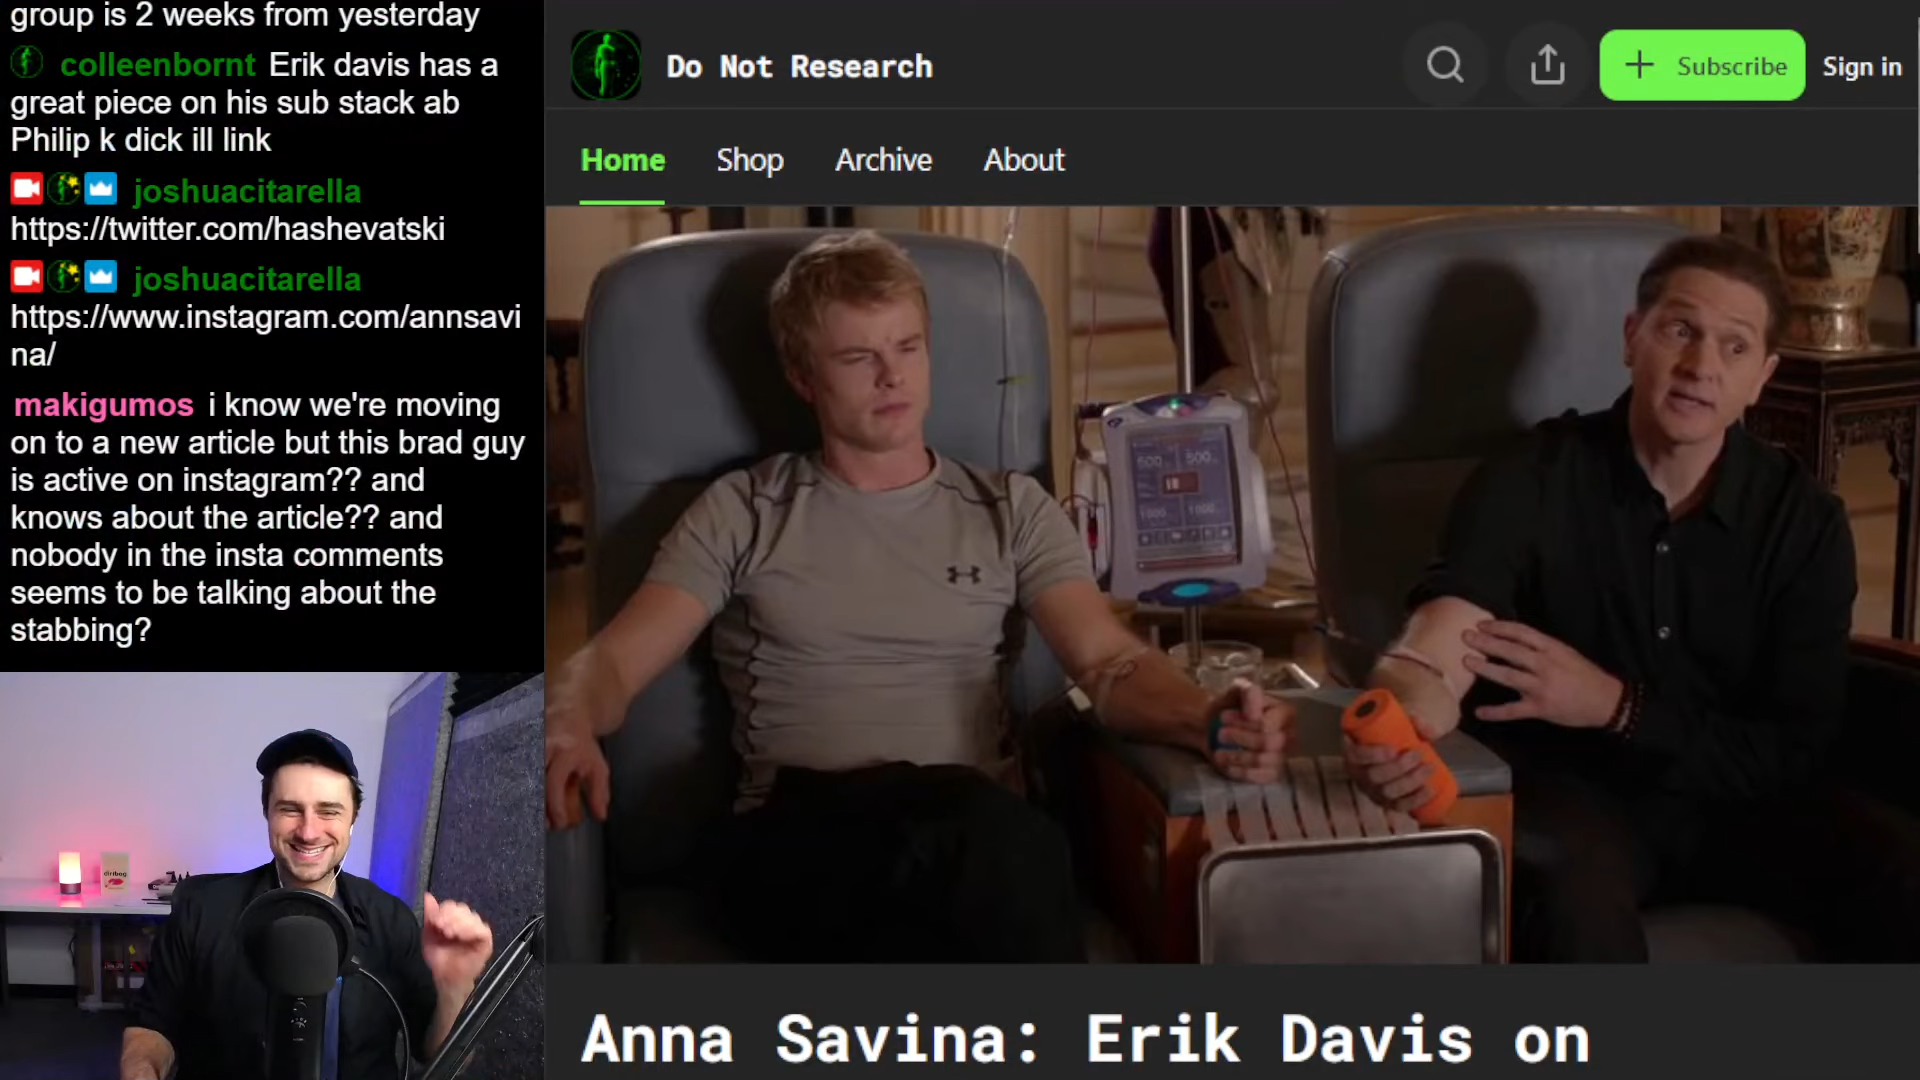 group is 2 weeks from yesterday
colleenbornt Erik davis has a
great piece on his sub stack ab
Philip k dick ill link
joshuacitarella
https://twitter.com/hashevatski
joshuacitarella
https://www.instagram.com/annsavi
na/
makigumos i know we're moving
on to a new article but this brad guy
is active on instagram?? and
knows about the article?? and
nobody in the insta comments
seems to be talking about the
stabbing?
Do Not Research
+ Subscribe
Sign in
Home Shop Archive About
Anna Savina: Erik Davis on